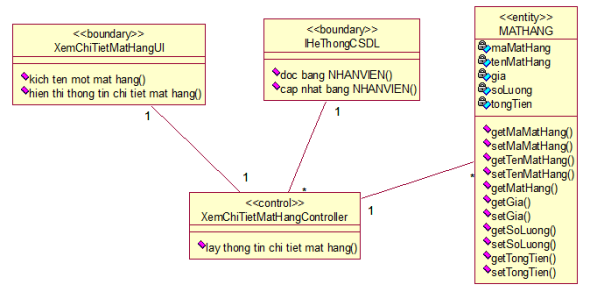 <<boundary>>
XemChiTietMatHangUI
kich ten mot mat hang()
hien thi thong tin chi tiet mat hang()
<<boundary>>
IHeThongCSDL
doc bang NHANVIEN()
cap nhat bang NHANVIEN()
<<entity>>
MATHANG
maMatHang
tenMatHang
gia
soLuong
tongTien
getMaMatHang()
setMaMatHang()
getTenMatHang()
setTenMatHang()
getMatHang()
getGia()
setGia()
getSoLuong()
setSoLuong()
getTongTien()
setTongTien()
1
1
1
*
*
1
<<control>>
XemChiTietMatHangController
lay thong tin chi tiet mat hang()